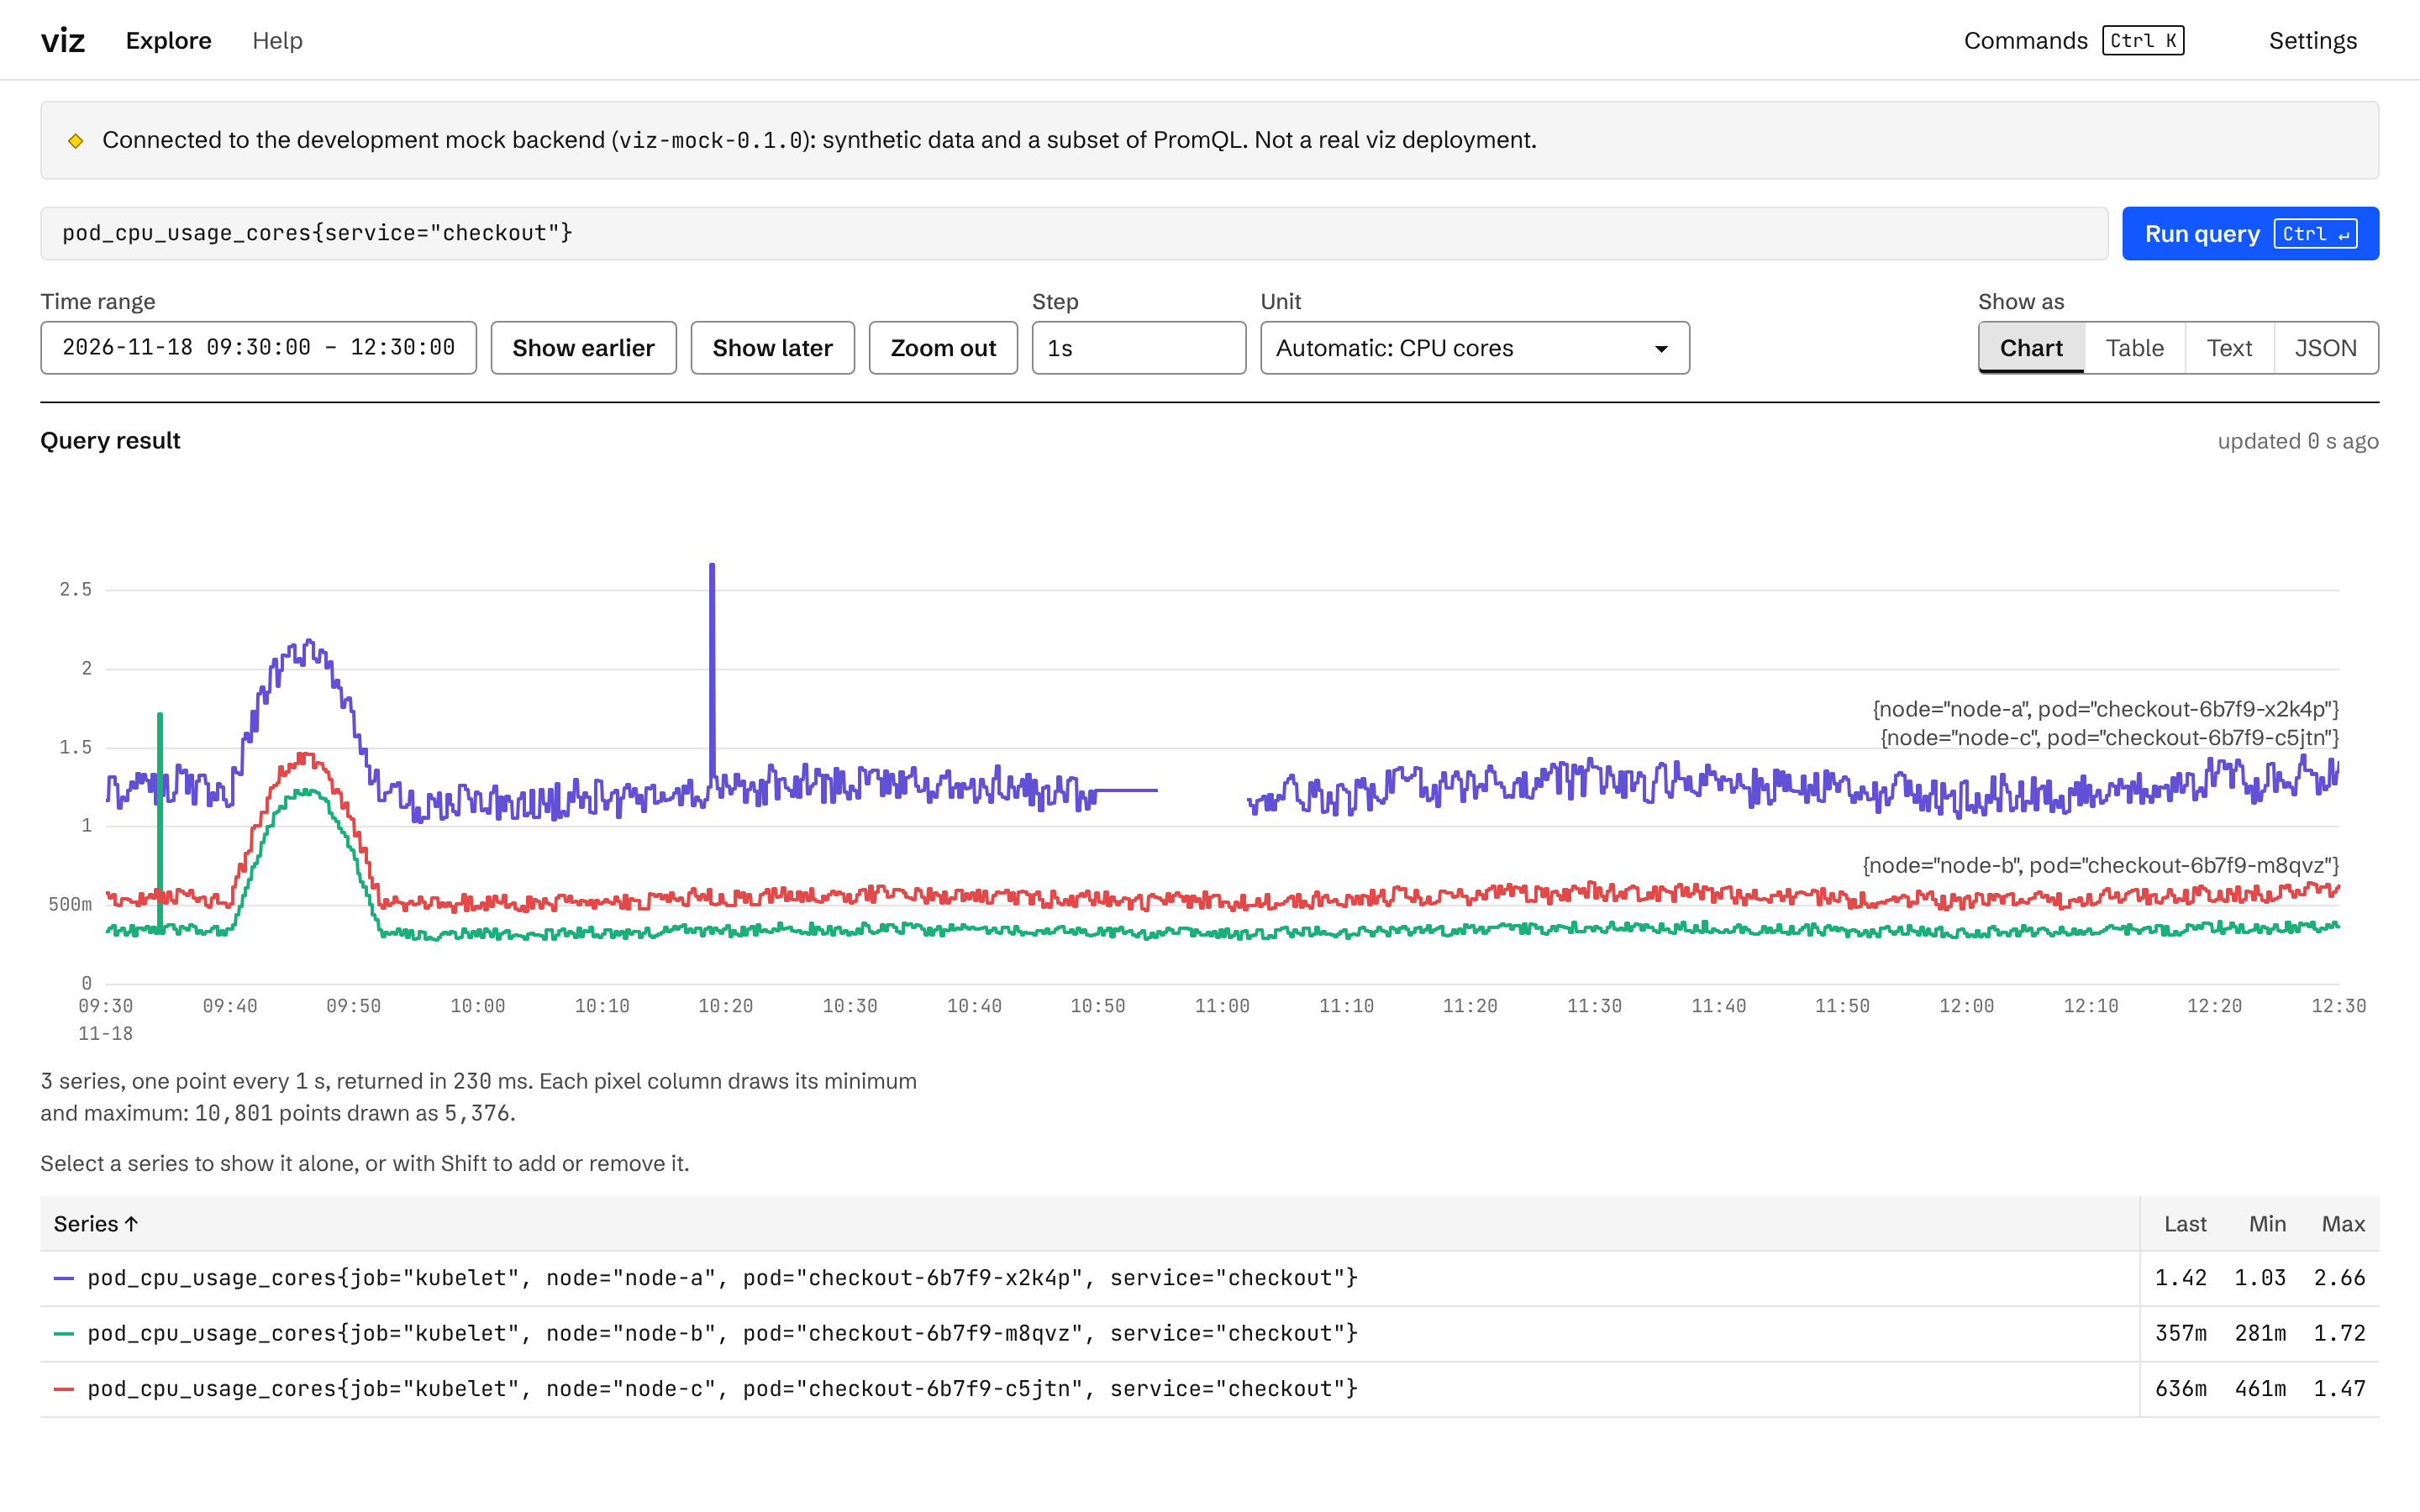 viz Explore Help Commands Ctrl K Settings
Connected to the development mock backend (viz-mock-0.1.0): synthetic data and a subset of PromQL. Not a real viz deployment.
pod_cpu_usage_cores{service="checkout"} Run query Ctrl ↵
Time range Step Unit Show as
2026-11-18 09:30:00 – 12:30:00 Show earlier Show later Zoom out 1s Automatic: CPU cores Chart Table Text JSON
Query result updated 0 s ago
2.5
2
{node="node-a", pod="checkout-6b7f9-x2k4p"}
1.5 {node="node-c", pod="checkout-6b7f9-c5jtn"}
1
{node="node-b", pod="checkout-6b7f9-m8qvz"}
500m
0
09:30 09:40 09:50 10:00 10:10 10:20 10:30 10:40 10:50 11:00 11:10 11:20 11:30 11:40 11:50 12:00 12:10 12:20 12:30
11-18
3 series, one point every 1 s, returned in 230 ms. Each pixel column draws its minimum
and maximum: 10,801 points drawn as 5,376.
Select a series to show it alone, or with Shift to add or remove it.
Series ↑ Last Min Max
pod_cpu_usage_cores{job="kubelet", node="node-a", pod="checkout-6b7f9-x2k4p", service="checkout"} 1.42 1.03 2.66
pod_cpu_usage_cores{job="kubelet", node="node-b", pod="checkout-6b7f9-m8qvz", service="checkout"} 357m 281m 1.72
pod_cpu_usage_cores{job="kubelet", node="node-c", pod="checkout-6b7f9-c5jtn", service="checkout"} 636m 461m 1.47